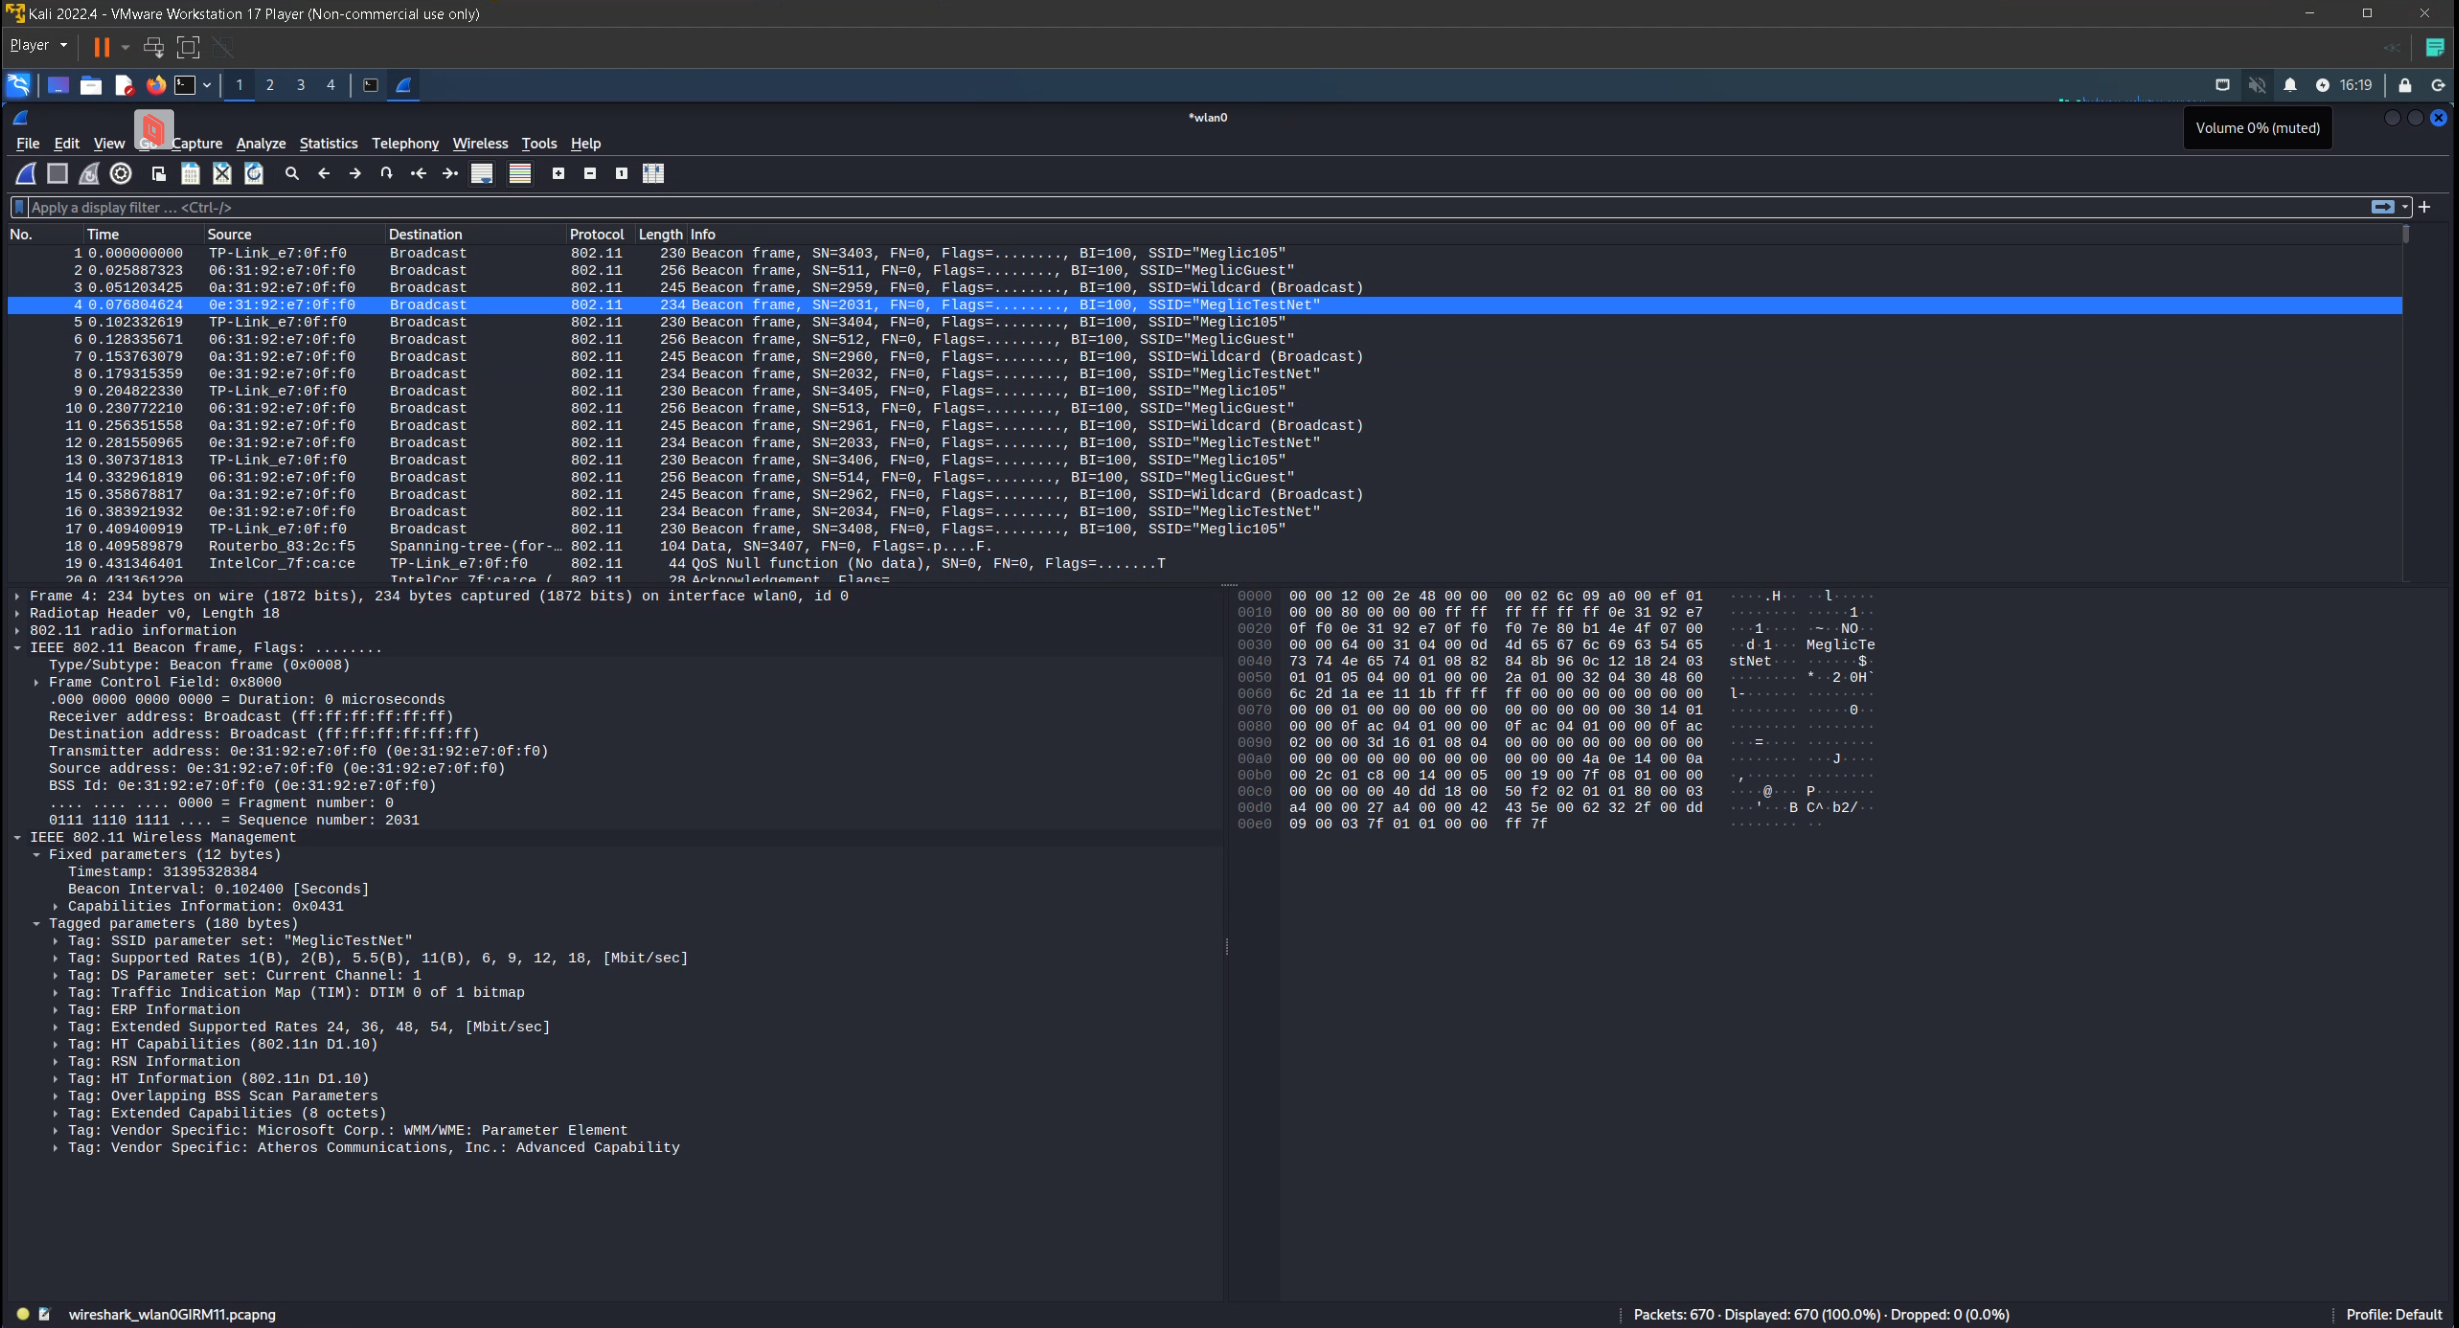 Kali 2022.4 - VMware Workstation 17 Player (Non-commercial use only)
Player
1 2 3 4 16:19
*wlan0
Volume 0% (muted)
File Edit View Capture Analyze Statistics Telephony Wireless Tools Help
Apply a display filter ... <Ctrl-/>
No. Time Source Destination Protocol Length Info
1 0.000000000 TP-Link_e7:0f:f0 Broadcast 802.11 230 Beacon frame, SN=3403, FN=0, Flags=........, BI=100, SSID="Meglic105"
2 0.025887323 06:31:92:e7:0f:f0 Broadcast 802.11 256 Beacon frame, SN=511, FN=0, Flags=........, BI=100, SSID="MeglicGuest"
3 0.051203425 0a:31:92:e7:0f:f0 Broadcast 802.11 245 Beacon frame, SN=2959, FN=0, Flags=........, BI=100, SSID=Wildcard (Broadcast)
4 0.076804624 0e:31:92:e7:0f:f0 Broadcast 802.11 234 Beacon frame, SN=2031, FN=0, Flags=........, BI=100, SSID="MeglicTestNet"
5 0.102332619 TP-Link_e7:0f:f0 Broadcast 802.11 230 Beacon frame, SN=3404, FN=0, Flags=........, BI=100, SSID="Meglic105"
6 0.128335671 06:31:92:e7:0f:f0 Broadcast 802.11 256 Beacon frame, SN=512, FN=0, Flags=........, BI=100, SSID="MeglicGuest"
7 0.153763079 0a:31:92:e7:0f:f0 Broadcast 802.11 245 Beacon frame, SN=2960, FN=0, Flags=........, BI=100, SSID=Wildcard (Broadcast)
8 0.179315359 0e:31:92:e7:0f:f0 Broadcast 802.11 234 Beacon frame, SN=2032, FN=0, Flags=........, BI=100, SSID="MeglicTestNet"
9 0.204822330 TP-Link_e7:0f:f0 Broadcast 802.11 230 Beacon frame, SN=3405, FN=0, Flags=........, BI=100, SSID="Meglic105"
10 0.230772210 06:31:92:e7:0f:f0 Broadcast 802.11 256 Beacon frame, SN=513, FN=0, Flags=........, BI=100, SSID="MeglicGuest"
11 0.256351558 0a:31:92:e7:0f:f0 Broadcast 802.11 245 Beacon frame, SN=2961, FN=0, Flags=........, BI=100, SSID=Wildcard (Broadcast)
12 0.281550965 0e:31:92:e7:0f:f0 Broadcast 802.11 234 Beacon frame, SN=2033, FN=0, Flags=........, BI=100, SSID="MeglicTestNet"
13 0.307371813 TP-Link_e7:0f:f0 Broadcast 802.11 230 Beacon frame, SN=3406, FN=0, Flags=........, BI=100, SSID="Meglic105"
14 0.332961819 06:31:92:e7:0f:f0 Broadcast 802.11 256 Beacon frame, SN=514, FN=0, Flags=........, BI=100, SSID="MeglicGuest"
15 0.358678817 0a:31:92:e7:0f:f0 Broadcast 802.11 245 Beacon frame, SN=2962, FN=0, Flags=........, BI=100, SSID=Wildcard (Broadcast)
16 0.383921932 0e:31:92:e7:0f:f0 Broadcast 802.11 234 Beacon frame, SN=2034, FN=0, Flags=........, BI=100, SSID="MeglicTestNet"
17 0.409400919 TP-Link_e7:0f:f0 Broadcast 802.11 230 Beacon frame, SN=3408, FN=0, Flags=........, BI=100, SSID="Meglic105"
18 0.409589879 Routerbo_83:2c:f5 Spanning-tree-(for-… 802.11 104 Data, SN=3407, FN=0, Flags=.p....F.
19 0.431346401 IntelCor_7f:ca:ce TP-Link_e7:0f:f0 802.11 44 QoS Null function (No data), SN=0, FN=0, Flags=.......T
20 0.431361220 IntelCor_7f:ca:ce ( 802.11 28 Acknowledgement, Flags=
Frame 4: 234 bytes on wire (1872 bits), 234 bytes captured (1872 bits) on interface wlan0, id 0
Radiotap Header v0, Length 18
802.11 radio information
IEEE 802.11 Beacon frame, Flags: ........
Type/Subtype: Beacon frame (0x0008)
Frame Control Field: 0x8000
.000 0000 0000 0000 = Duration: 0 microseconds
Receiver address: Broadcast (ff:ff:ff:ff:ff:ff)
Destination address: Broadcast (ff:ff:ff:ff:ff:ff)
Transmitter address: 0e:31:92:e7:0f:f0 (0e:31:92:e7:0f:f0)
Source address: 0e:31:92:e7:0f:f0 (0e:31:92:e7:0f:f0)
BSS Id: 0e:31:92:e7:0f:f0 (0e:31:92:e7:0f:f0)
.... .... .... 0000 = Fragment number: 0
0111 1110 1111 .... = Sequence number: 2031
IEEE 802.11 Wireless Management
Fixed parameters (12 bytes)
Timestamp: 31395328384
Beacon Interval: 0.102400 [Seconds]
Capabilities Information: 0x0431
Tagged parameters (180 bytes)
Tag: SSID parameter set: "MeglicTestNet"
Tag: Supported Rates 1(B), 2(B), 5.5(B), 11(B), 6, 9, 12, 18, [Mbit/sec]
Tag: DS Parameter set: Current Channel: 1
Tag: Traffic Indication Map (TIM): DTIM 0 of 1 bitmap
Tag: ERP Information
Tag: Extended Supported Rates 24, 36, 48, 54, [Mbit/sec]
Tag: HT Capabilities (802.11n D1.10)
Tag: RSN Information
Tag: HT Information (802.11n D1.10)
Tag: Overlapping BSS Scan Parameters
Tag: Extended Capabilities (8 octets)
Tag: Vendor Specific: Microsoft Corp.: WMM/WME: Parameter Element
Tag: Vendor Specific: Atheros Communications, Inc.: Advanced Capability
0000 00 00 12 00 2e 48 00 00 00 02 6c 09 a0 00 ef 01 ·····.H·· ··l·····
0010 00 00 80 00 00 00 ff ff ff ff ff ff 0e 31 92 e7 ········ ·····1··
0020 0f f0 0e 31 92 e7 0f f0 f0 7e 80 b1 4e 4f 07 00 ···1···· ·~··NO··
0030 00 00 64 00 31 04 00 0d 4d 65 67 6c 69 63 54 65 ··d·1··· MeglicTe
0040 73 74 4e 65 74 01 08 82 84 8b 96 0c 12 18 24 03 stNet··· ······$·
0050 01 01 05 04 00 01 00 00 2a 01 00 32 04 30 48 60 ········ *··2·0H`
0060 6c 2d 1a ee 11 1b ff ff ff 00 00 00 00 00 00 00 l-······ ········
0070 00 00 01 00 00 00 00 00 00 00 00 00 00 30 14 01 ········ ·····0··
0080 00 00 0f ac 04 01 00 00 0f ac 04 01 00 00 0f ac ········ ········
0090 02 00 00 3d 16 01 08 04 00 00 00 00 00 00 00 00 ···=···· ········
00a0 00 00 00 00 00 00 00 00 00 00 00 4a 0e 14 00 0a ········ ···J····
00b0 00 2c 01 c8 00 14 00 05 00 19 00 7f 08 01 00 00 ·,······ ········
00c0 00 00 00 00 40 dd 18 00 50 f2 02 01 01 80 00 03 ····@··· P·······
00d0 a4 00 00 27 a4 00 00 42 43 5e 00 62 32 2f 00 dd ···'···B C^·b2/··
00e0 09 00 03 7f 01 01 00 00 ff 7f ········ ··
wireshark_wlan0GIRM11.pcapng
Packets: 670 · Displayed: 670 (100.0%) · Dropped: 0 (0.0%)
Profile: Default